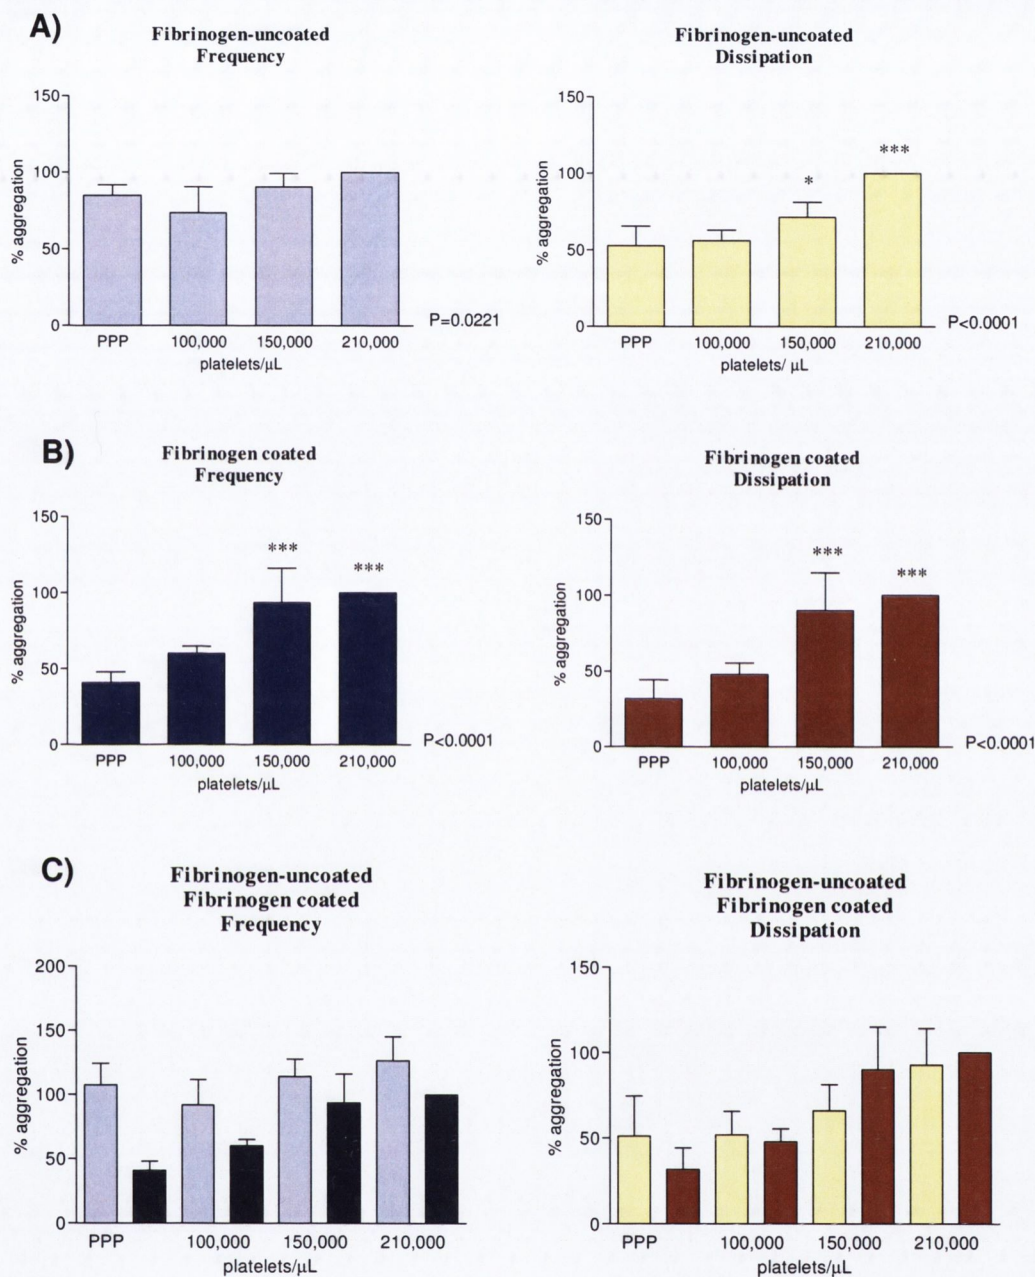 A)
Fibrinogen-uncoated
Frequency
150
100
50
0
% aggregation
PPP 100,000 150,000 210,000
platelets/μL
P=0.0221
Fibrinogen-uncoated
Dissipation
150
100
50
0
% aggregation
*
***
PPP 100,000 150,000 210,000
platelets/ μL
P<0.0001
B)
Fibrinogen coated
Frequency
150
100
50
0
% aggregation
***
***
PPP 100,000 150,000 210,000
platelets/μL
P<0.0001
Fibrinogen coated
Dissipation
150
100
50
0
% aggregation
***
***
PPP 100,000 150,000 210,000
platelets/μL
P<0.0001
C)
Fibrinogen-uncoated
Fibrinogen coated
Frequency
200
150
100
50
0
% aggregation
PPP 100,000 150,000 210,000
platelets/μL
Fibrinogen-uncoated
Fibrinogen coated
Dissipation
150
100
50
0
% aggregation
PPP 100,000 150,000 210,000
platelets/μL